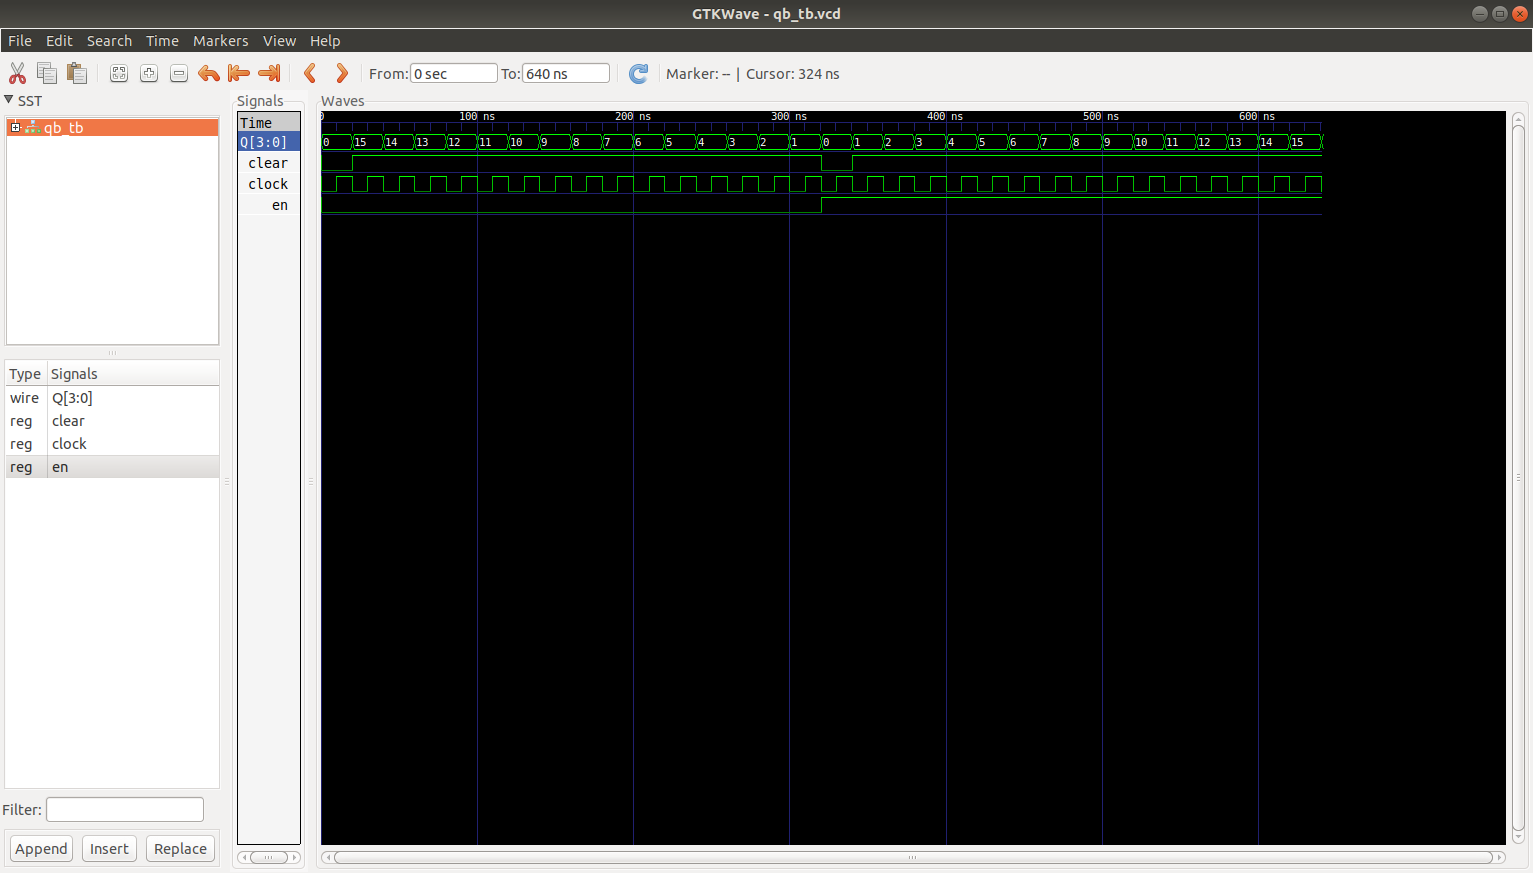 GTKWave - qb_tb.vcd
File Edit Search Time Markers View Help
From: 0 sec To: 640 ns Marker: -- | Cursor: 324 ns
SST
qb_tb
Type Signals
wire Q[3:0]
reg clear
reg clock
reg en
Filter:
Append Insert Replace
Signals
Time
Q[3:0]
clear
clock
en
Waves
0 100 ns 200 ns 300 ns 400 ns 500 ns 600 ns
0 15 14 13 12 11 10 9 8 7 6 5 4 3 2 1 0 1 2 3 4 5 6 7 8 9 10 11 12 13 14 15